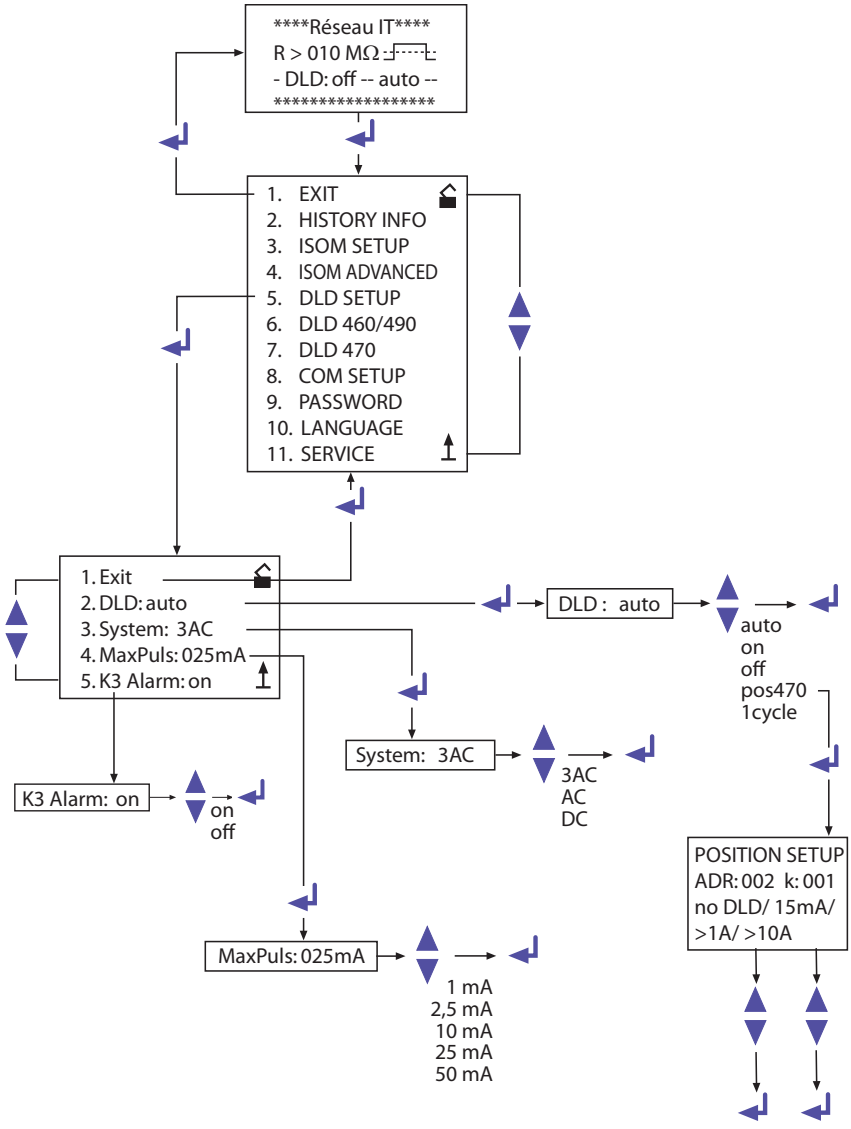 ****Réseau IT****
R > 010 MΩ
- DLD: off -- auto --
******************
1. EXIT
2. HISTORY INFO
3. ISOM SETUP
4. ISOM ADVANCED
5. DLD SETUP
6. DLD 460/490
7. DLD 470
8. COM SETUP
9. PASSWORD
10. LANGUAGE
11. SERVICE
1. Exit
2. DLD: auto
3. System: 3AC
4. MaxPuls: 025mA
5. K3 Alarm: on
DLD : auto
auto
on
off
pos470
1cycle
System: 3AC
3AC
AC
DC
K3 Alarm: on
on
off
POSITION SETUP
ADR: 002 k: 001
no DLD/ 15mA/
>1A/ >10A
MaxPuls: 025mA
1 mA
2,5 mA
10 mA
25 mA
50 mA